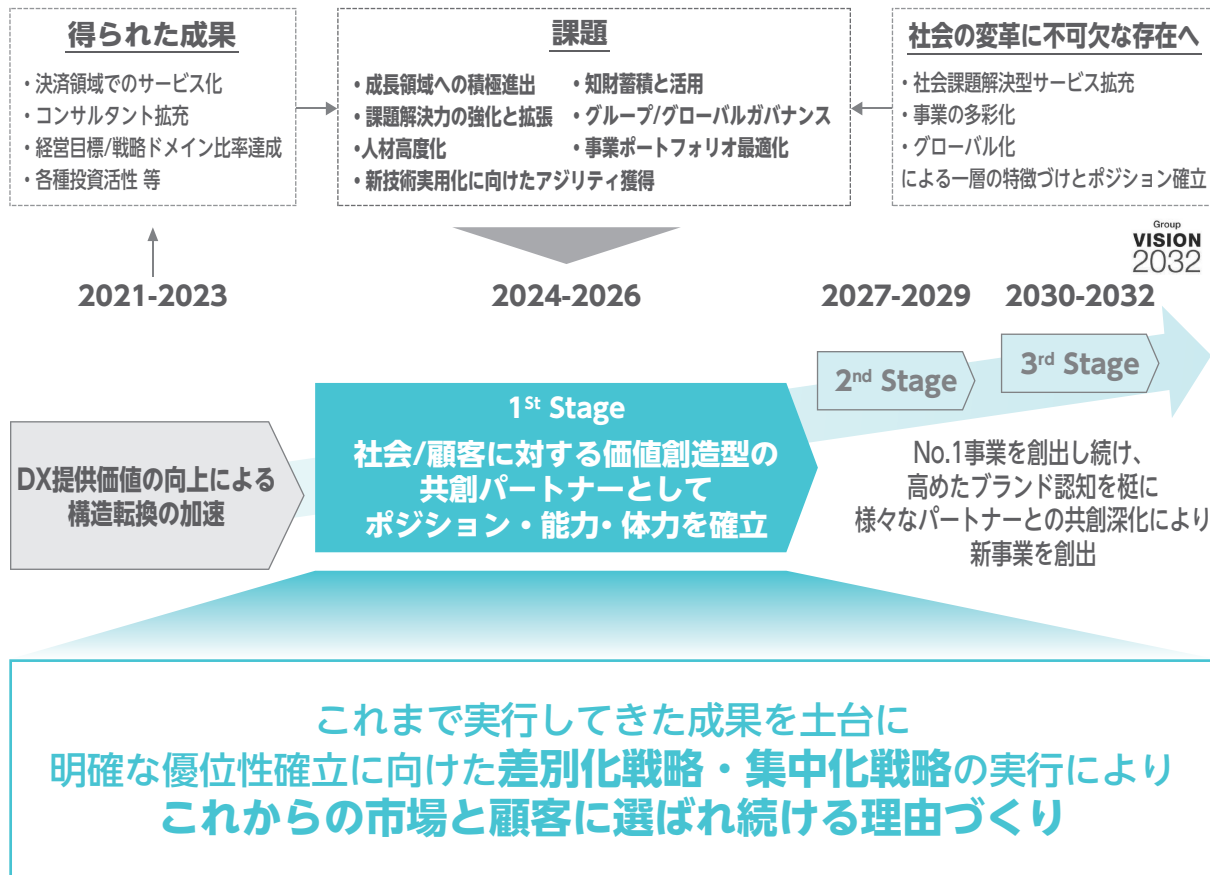 得られた成果
・決済領域でのサービス化
・コンサルタント拡充
・経営目標/戦略ドメイン比率達成
・各種投資活性 等
課題
・成長領域への積極進出
・課題解決力の強化と拡張
・人材高度化
・知財蓄積と活用
・グループ/グローバルガバナンス
・事業ポートフォリオ最適化
・新技術実用化に向けたアジリティ獲得
社会の変革に不可欠な存在へ
・社会課題解決型サービス拡充
・事業の多彩化
・グローバル化
による一層の特徴づけとポジション確立
Group
VISION
2032
2021-2023
2024-2026
2027-2029
2030-2032
DX提供価値の向上による
構造転換の加速
1St Stage
社会/顧客に対する価値創造型の
共創パートナーとして
ポジション・能力・体力を確立
2nd Stage
3rd Stage
No.1事業を創出し続け、
高めたブランド認知を梃に
様々なパートナーとの共創深化により
新事業を創出
これまで実行してきた成果を土台に
明確な優位性確立に向けた差別化戦略・集中化戦略の実行により
これからの市場と顧客に選ばれ続ける理由づくり